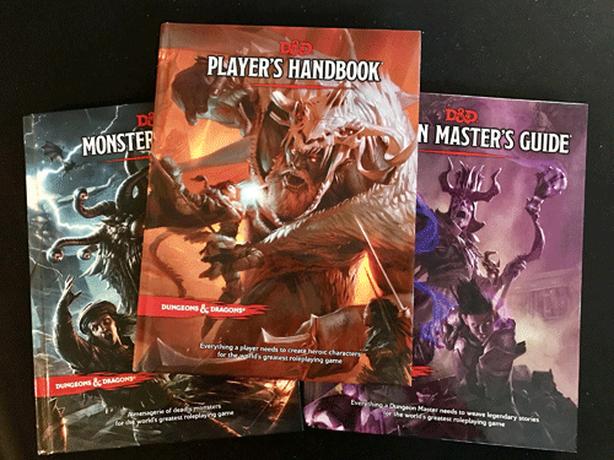 D&D
PLAYER'S HANDBOOK
DUNGEONS & DRAGONS®
Everything a player needs to create heroic characters
for the world's greatest roleplaying game
D&D
MONSTER
DUNGEONS & DRAGONS®
A menagerie of deadly monsters
for the world's greatest roleplaying game
D&D
N MASTER'S GUIDE
Everything a Dungeon Master needs to weave legendary stories
for the world's greatest roleplaying game